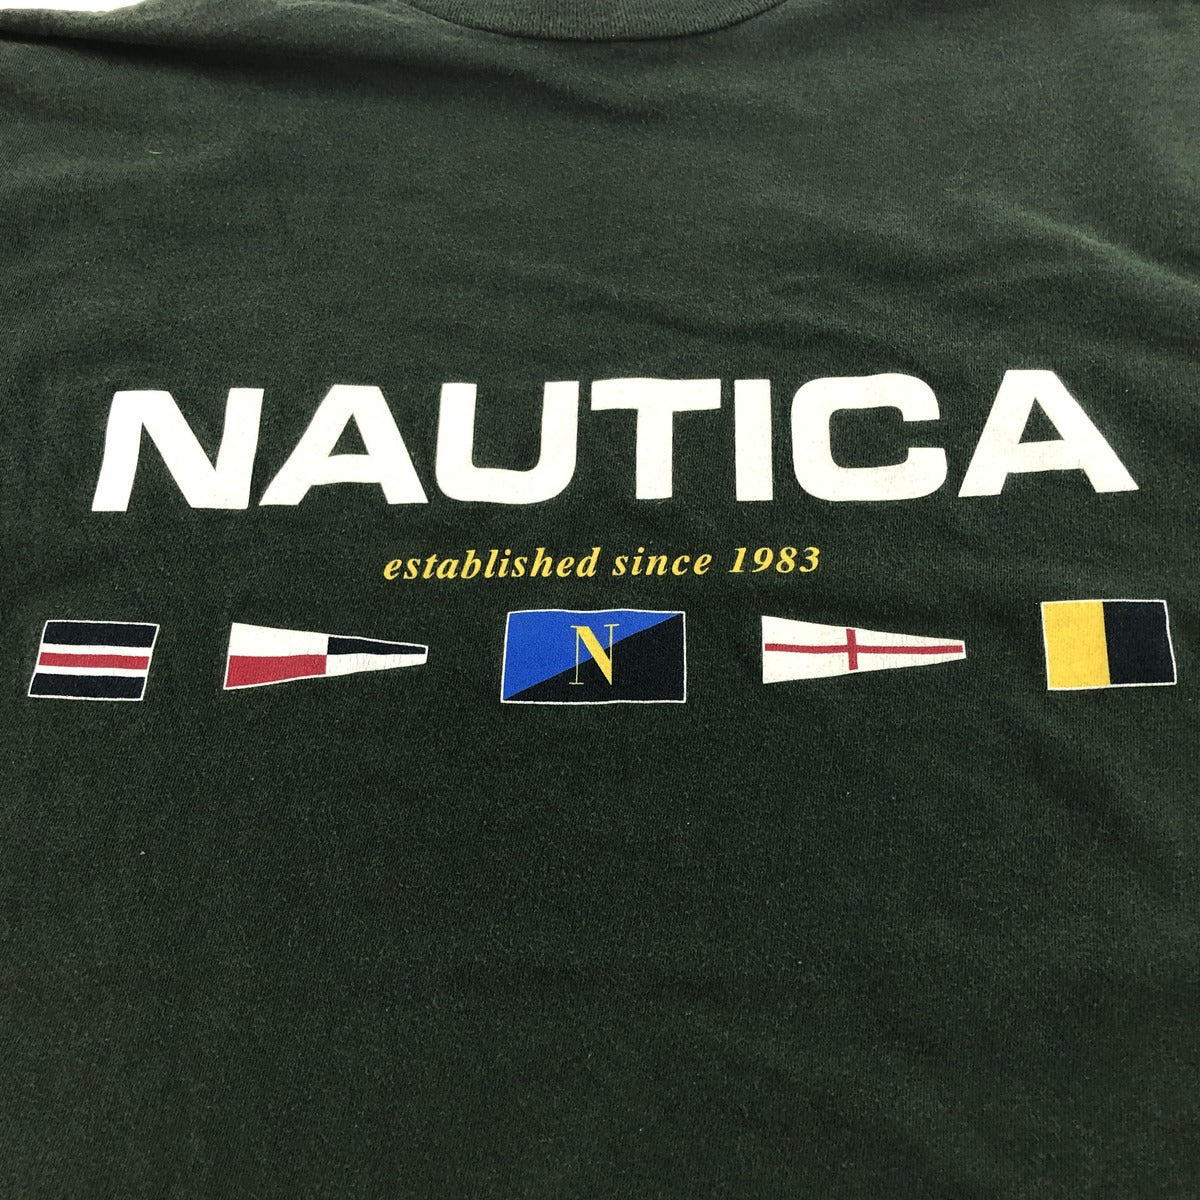 NAUTICA
established since 1983
N